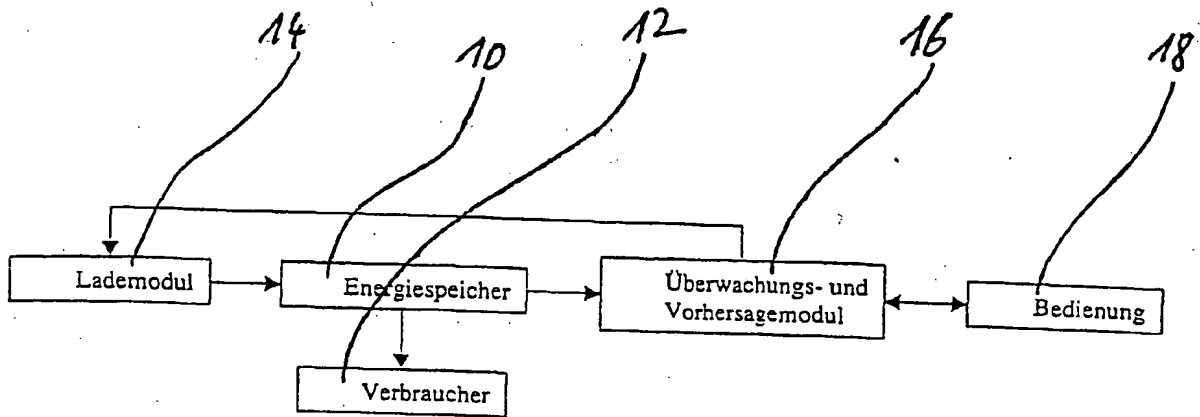 14
10
12
16
18
Lademodul
Energiespeicher
Überwachungs- und
Vorhersagemodul
Bedienung
Verbraucher